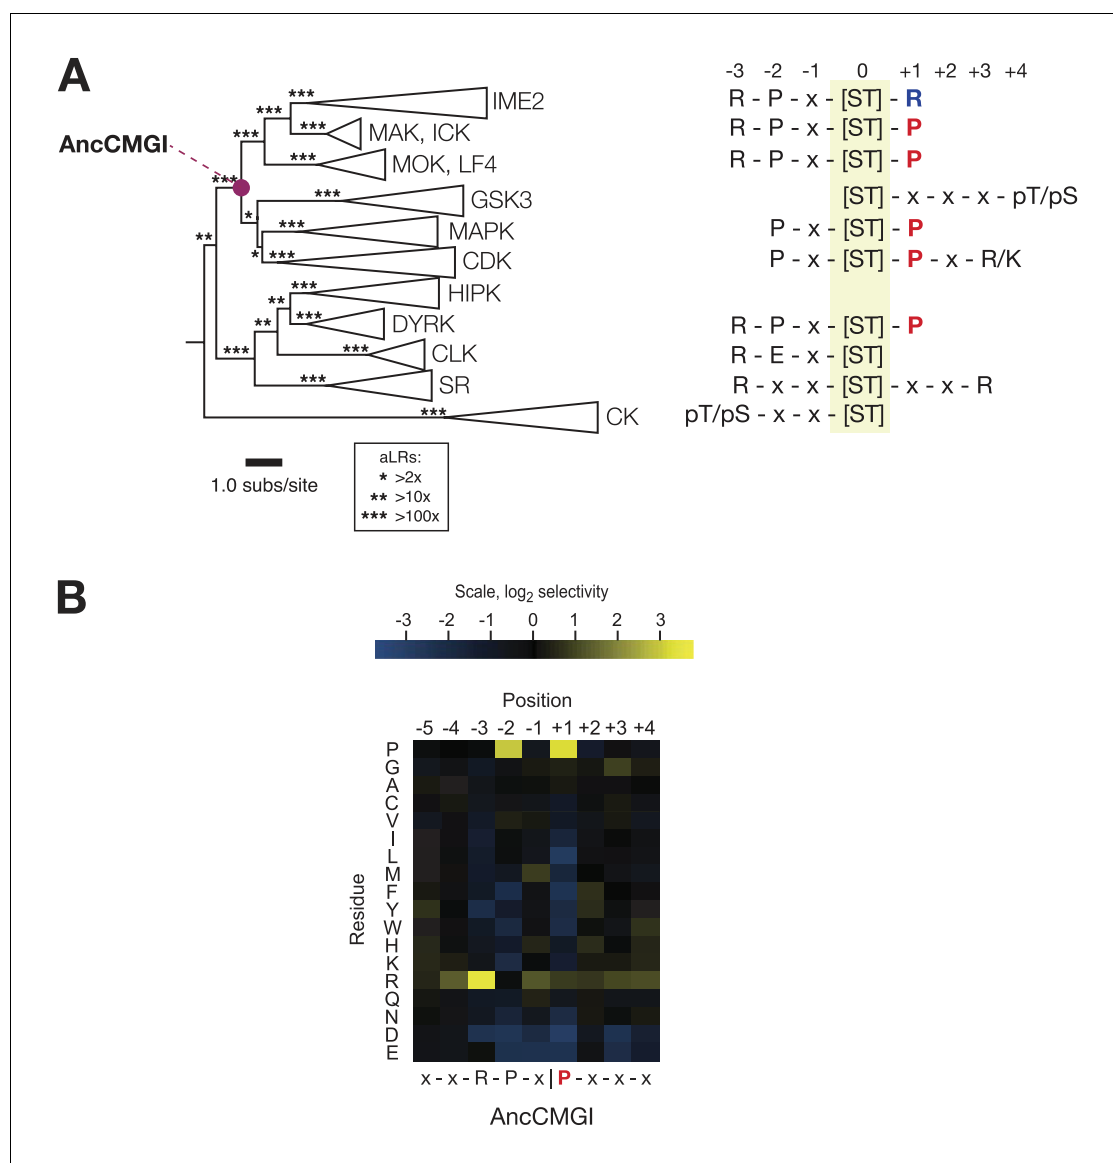 A
-3 -2 -1 0 +1 +2 +3 +4
*** IME2 R - P - x - [ST] - R
***
*** MAK, ICK R - P - x - [ST] - P
***
AncCMGI
*** MOK, LF4 R - P - x - [ST] - P
***
*** GSK3 [ST] - x - x - x - pT/pS
*
*** MAPK P - x - [ST] - P
**
* *** CDK P - x - [ST] - P - x - R/K
*** HIPK
**
*** DYRK R - P - x - [ST] - P
**
*** *** CLK R - E - x - [ST]
*** SR R - x - x - [ST] - x - x - R
*** CK pT/pS - x - x - [ST]
1.0 subs/site
aLRs:
* >2x
** >10x
*** >100x
B
Scale, log2 selectivity
-3 -2 -1 0 1 2 3
Position
-5 -4 -3 -2 -1 +1 +2 +3 +4
Residue
P
G
A
C
V
I
L
M
F
Y
W
H
K
R
Q
N
D
E
x - x - R - P - x | P - x - x - x
AncCMGI